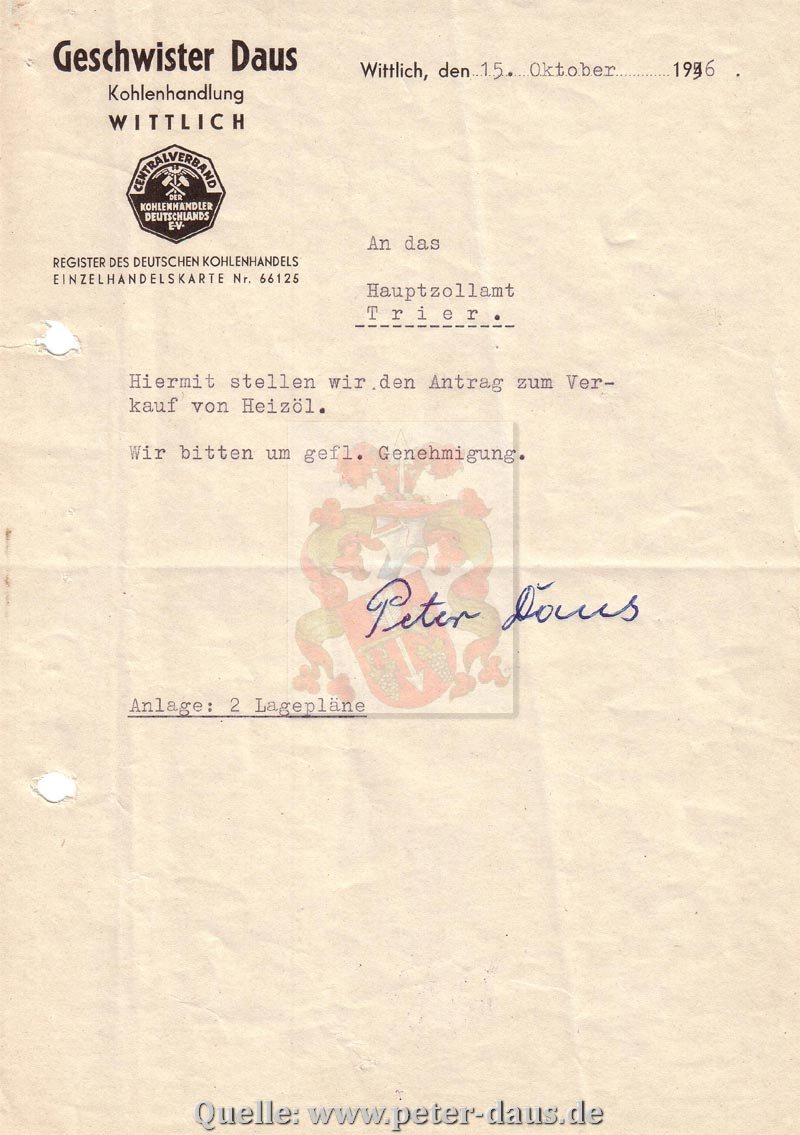 Geschwister Daus
Kohlenhandlung
WITTLICH
Wittlich, den 15. Oktober
CENTRALVERBAND
DER
KOHLENHÄNDLER
DEUTSCHLANDS
E.V.
REGISTER DES DEUTSCHEN KOHLENHANDELS
EINZELHANDELSKARTE Nr. 66125
An das
Hauptzollamt
Trier.
Hiermit stellen wir den Antrag zum Ver-
kauf von Heizöl.
Wir bitten um gefl. Genehmigung.
Peter Daus
Anlage: 2 Lagepläne
Quelle: www.peter-daus.de